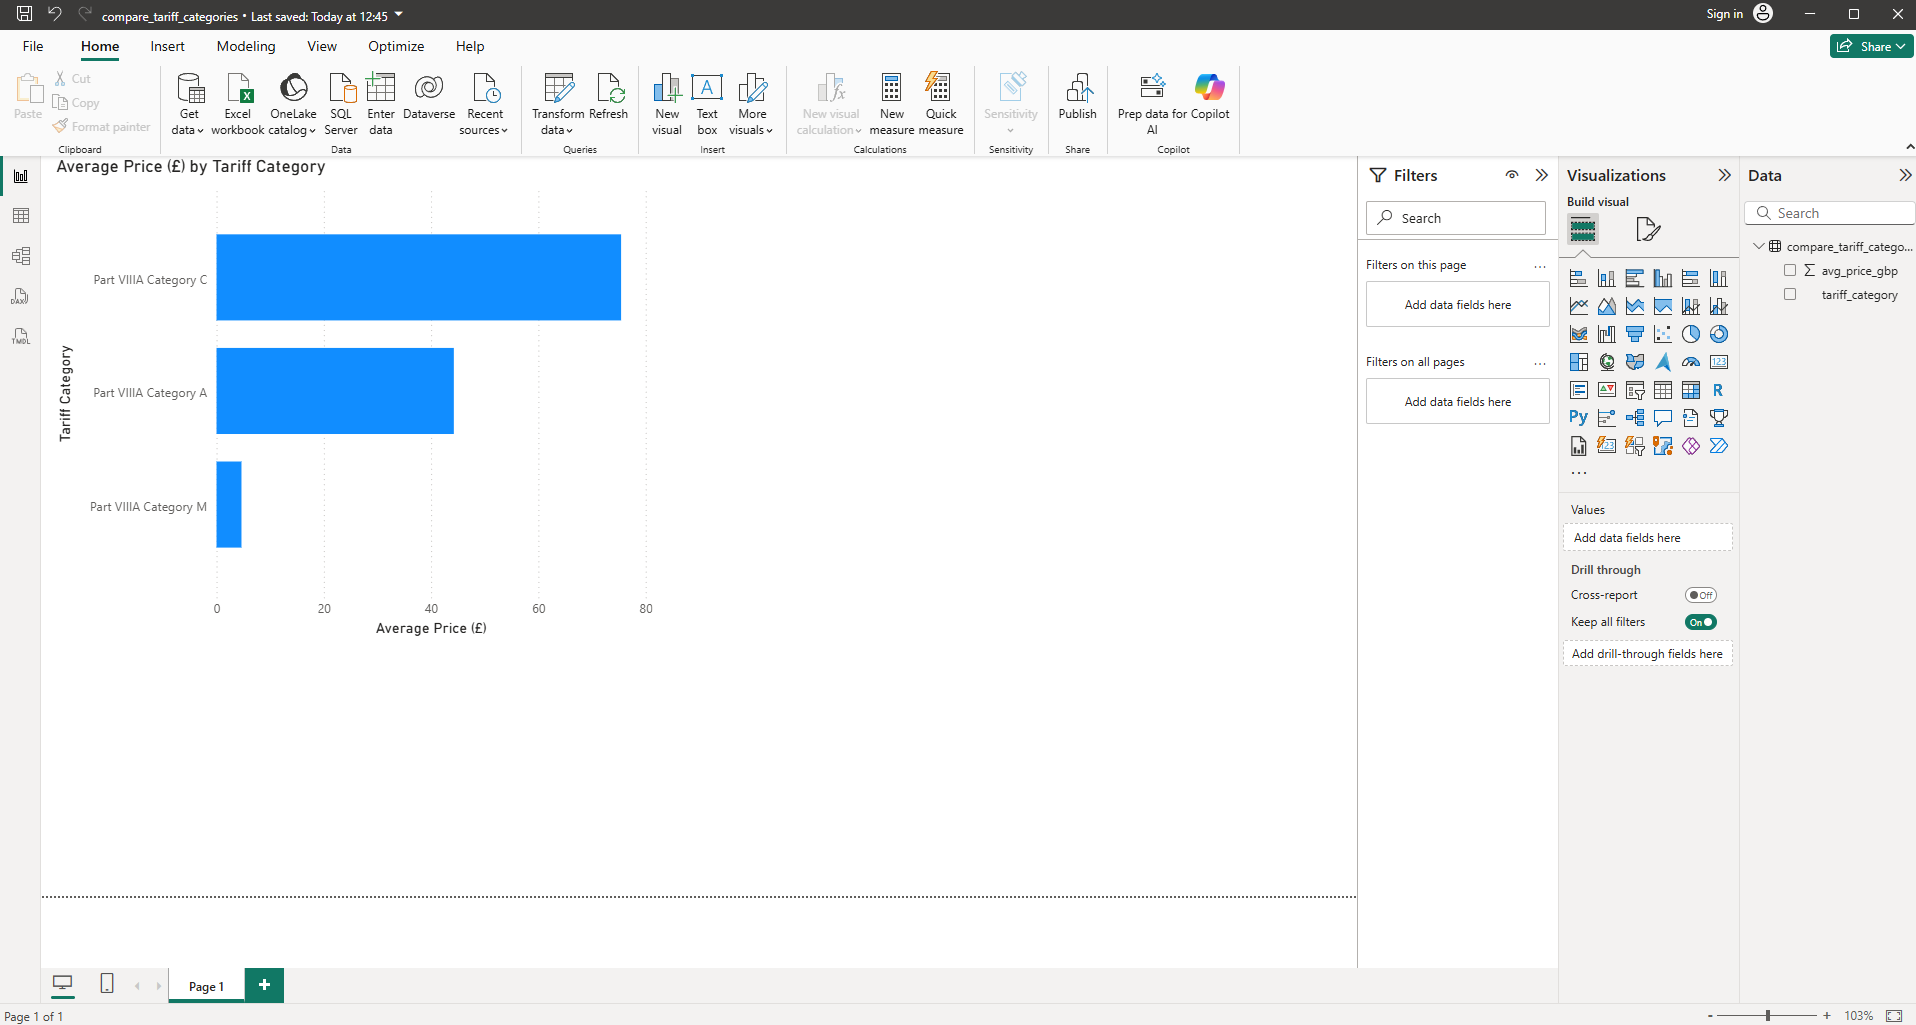 compare_tariff_categories • Last saved: Today at 12:45
Sign in
File Home Insert Modeling View Optimize Help
Share
Paste
Cut
Copy
Format painter
Clipboard
Get data
Excel workbook
OneLake catalog
SQL Server
Enter data
Dataverse
Recent sources
Data
Transform data
Refresh
Queries
New visual
Text box
More visuals
Insert
New visual calculation
New measure
Quick measure
Calculations
Sensitivity
Sensitivity
Publish
Share
Prep data for AI
Copilot
Copilot
DAX
TMDL
Average Price (£) by Tariff Category
Tariff Category
Part VIIIA Category C
Part VIIIA Category A
Part VIIIA Category M
0 20 40 60 80
Average Price (£)
Filters
Search
Filters on this page
Add data fields here
Filters on all pages
Add data fields here
Visualizations
Build visual
123
R
Py
123
Values
Add data fields here
Drill through
Cross-report
Off
Keep all filters
On
Add drill-through fields here
Data
Search
compare_tariff_catego...
avg_price_gbp
tariff_category
Page 1
Page 1 of 1
- + 103%